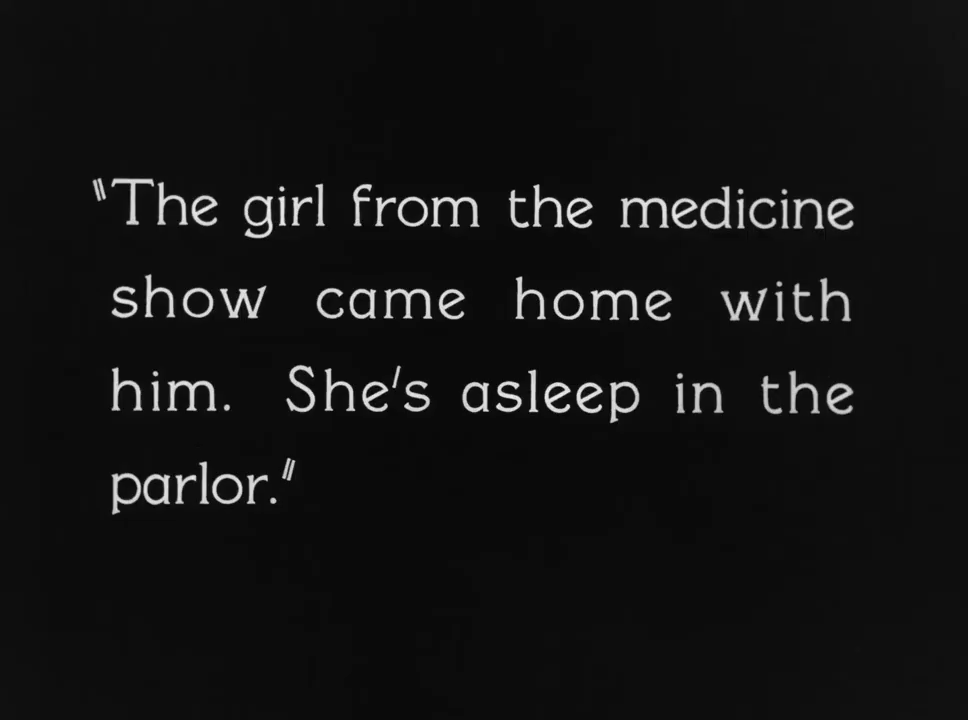 "The girl from the medicine
show came home with
him. She's asleep in the
parlor."